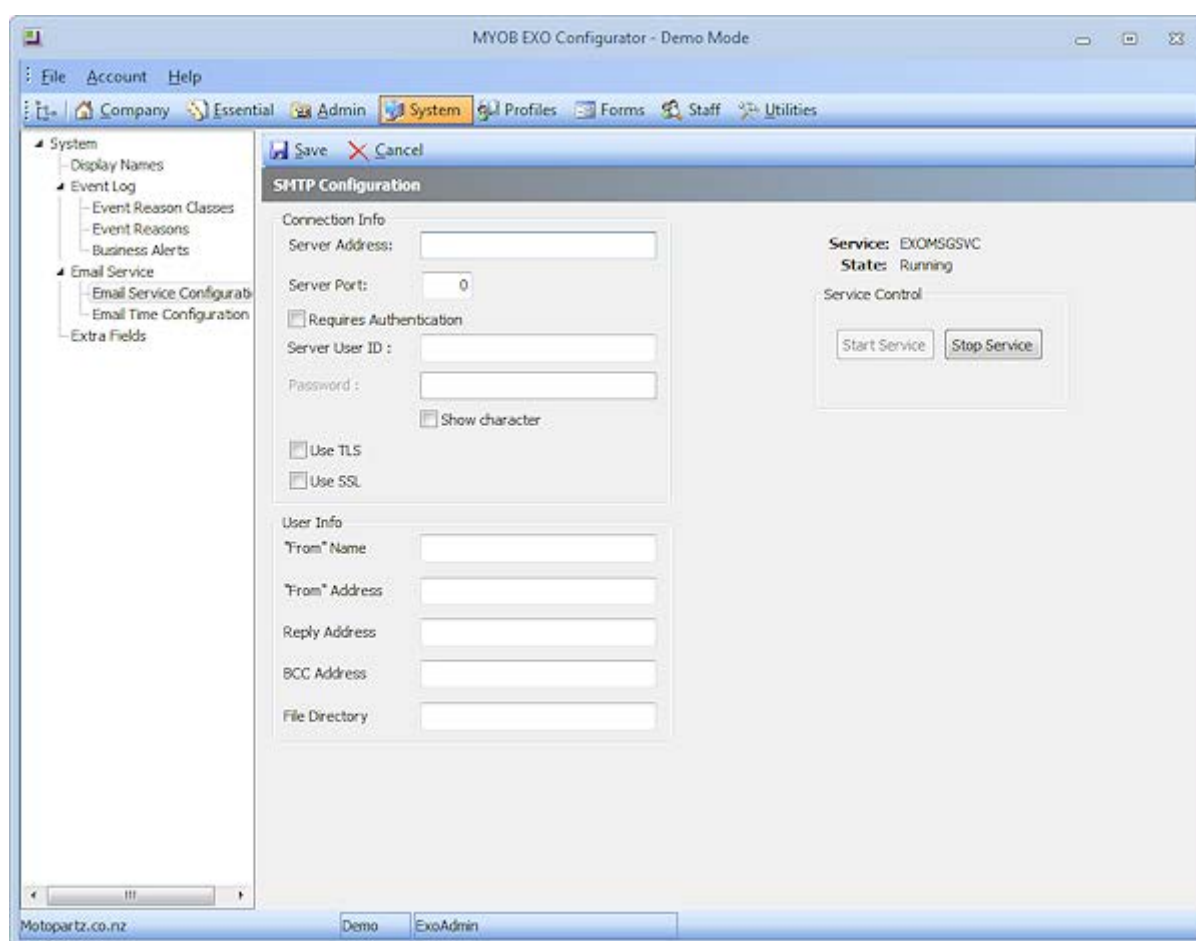 MYOB EXO Configurator - Demo Mode
File Account Help
Company Essential Admin System Profiles Forms Staff Utilities
System
Display Names
Event Log
Event Reason Classes
Event Reasons
Business Alerts
Email Service
Email Service Configurati
Email Time Configuration
Extra Fields
Save Cancel
SMTP Configuration
Connection Info
Server Address:
Server Port: 0
Requires Authentication
Server User ID :
Password :
Show character
Use TLS
Use SSL
Service: EXOMSGSVC
State: Running
Service Control
Start Service Stop Service
User Info
"From" Name
"From" Address
Reply Address
BCC Address
File Directory
Motopartz.co.nz Demo ExoAdmin